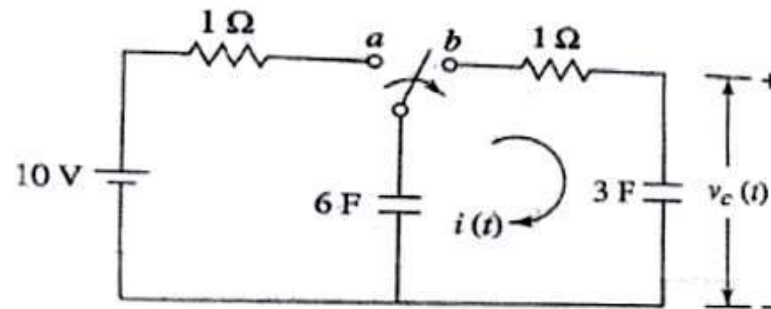 1 Ω
a
b
1 Ω
+
10 V
6 F
i (t)
3 F
v_c (t)
-